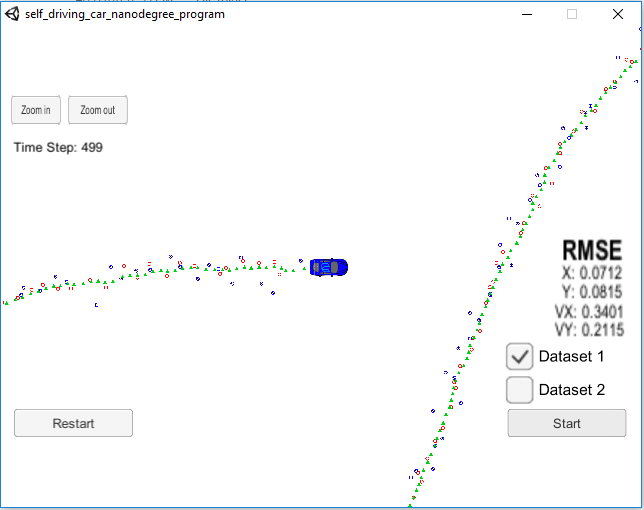 self_driving_car_nanodegree_program
Zoom in
Zoom out
Time Step: 499
RMSE
X: 0.0712
Y: 0.0815
VX: 0.3401
VY: 0.2115
Dataset 1
Dataset 2
Restart
Start